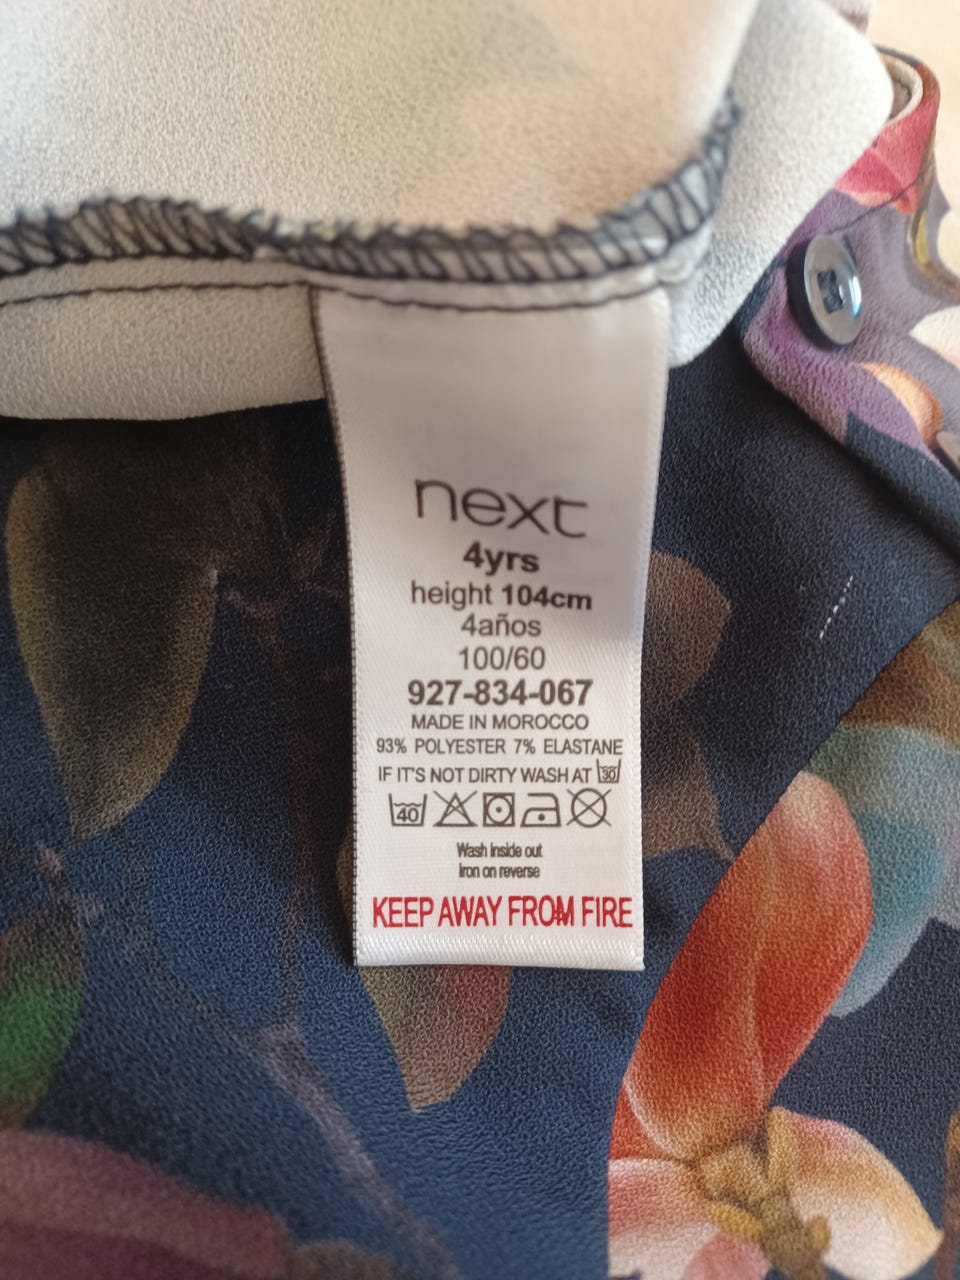 next
4yrs
height 104cm
4años
100/60
927-834-067
MADE IN MOROCCO
93% POLYESTER 7% ELASTANE
IF IT'S NOT DIRTY WASH AT 30
40
Wash inside out
Iron on reverse
KEEP AWAY FROM FIRE